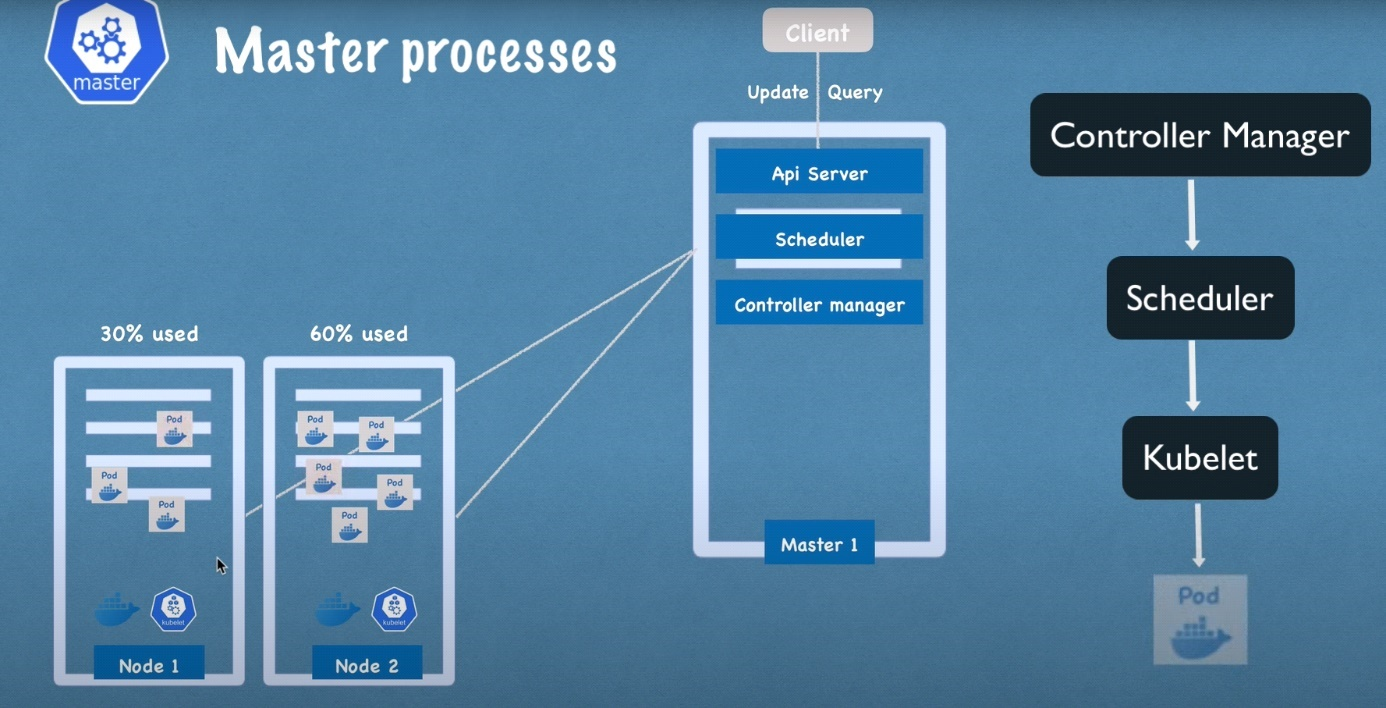 master
Master processes
Client
Update Query
Api Server
Scheduler
Controller manager
Master 1
30% used
60% used
Pod
Pod
Pod
kubelet
Node 1
Pod
Pod
Pod
Pod
Pod
kubelet
Node 2
Controller Manager
Scheduler
Kubelet
Pod